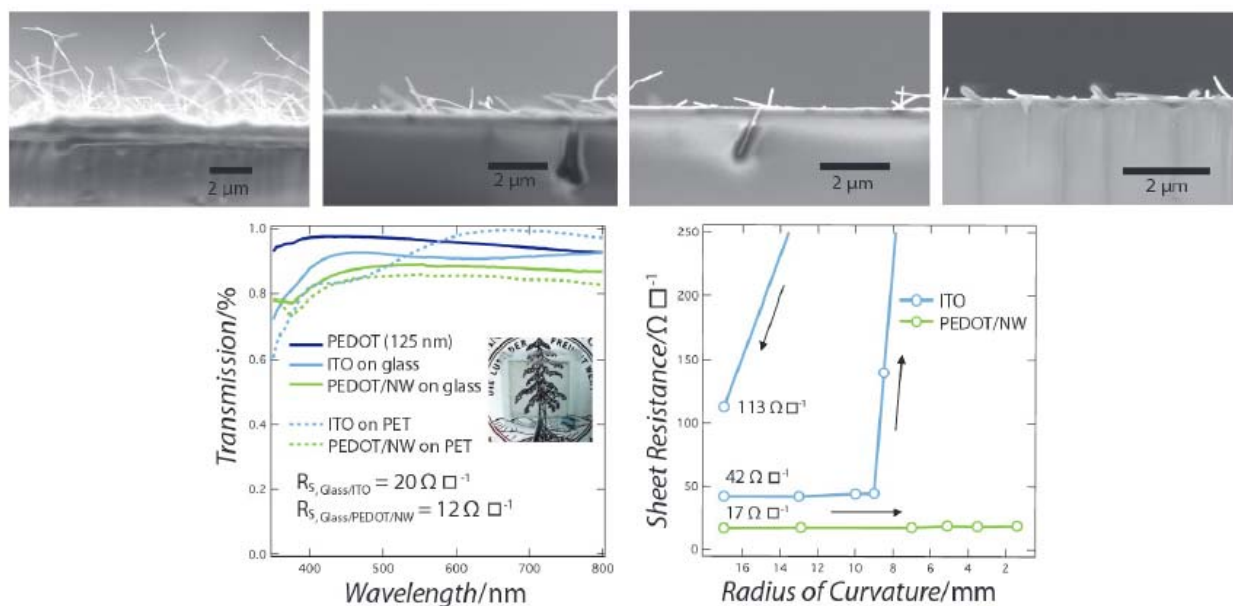 2 μm
2 μm
2 μm
2 μm
1.0
0.8
0.6
0.4
0.2
0.0
Transmission/%
PEDOT (125 nm)
ITO on glass
PEDOT/NW on glass
ITO on PET
PEDOT/NW on PET
R_S, Glass/ITO = 20 Ω □⁻¹
R_S, Glass/PEDOT/NW = 12 Ω □⁻¹
400 500 600 700 800
Wavelength/nm
250
200
150
100
50
0
Sheet Resistance/Ω □⁻¹
ITO
PEDOT/NW
113 Ω □⁻¹
42 Ω □⁻¹
17 Ω □⁻¹
16 14 12 10 8 6 4 2
Radius of Curvature/mm